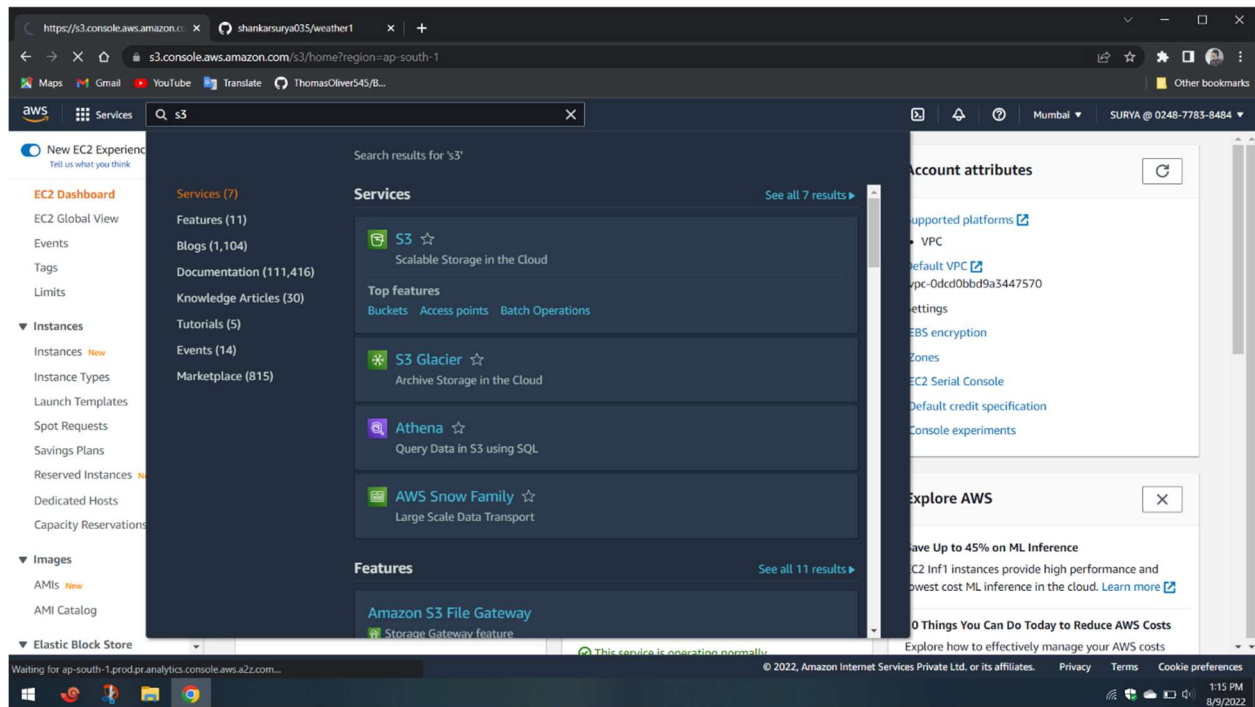 https://s3.console.aws.amazon.co
shankarsurya035/weather1
s3.console.aws.amazon.com/s3/home?region=ap-south-1
Maps Gmail YouTube Translate ThomasOliver545/B... Other bookmarks
aws Services s3 Mumbai SURYA @ 0248-7783-8484
New EC2 Experienc
Tell us what you think
EC2 Dashboard
EC2 Global View
Events
Tags
Limits
Instances
Instances New
Instance Types
Launch Templates
Spot Requests
Savings Plans
Reserved Instances
Dedicated Hosts
Capacity Reservations
Images
AMIs New
AMI Catalog
Elastic Block Store
Search results for 's3'
Services (7)
Features (11)
Blogs (1,104)
Documentation (111,416)
Knowledge Articles (30)
Tutorials (5)
Events (14)
Marketplace (815)
Services See all 7 results
S3
Scalable Storage in the Cloud
Top features
Buckets Access points Batch Operations
S3 Glacier
Archive Storage in the Cloud
Athena
Query Data in S3 using SQL
AWS Snow Family
Large Scale Data Transport
Features See all 11 results
Amazon S3 File Gateway
Storage Gateway feature
This service is operating normally
Account attributes
upported platforms
VPC
Default VPC
vpc-0dcd0bbd9a3447570
ettings
EBS encryption
Zones
EC2 Serial Console
Default credit specification
Console experiments
Explore AWS
ave Up to 45% on ML Inference
EC2 Inf1 instances provide high performance and
owest cost ML inference in the cloud. Learn more
0 Things You Can Do Today to Reduce AWS Costs
Explore how to effectively manage your AWS costs
Waiting for ap-south-1.prod.pr.analytics.console.aws.a2z.com...
© 2022, Amazon Internet Services Private Ltd. or its affiliates. Privacy Terms Cookie preferences
1:15 PM
8/9/2022